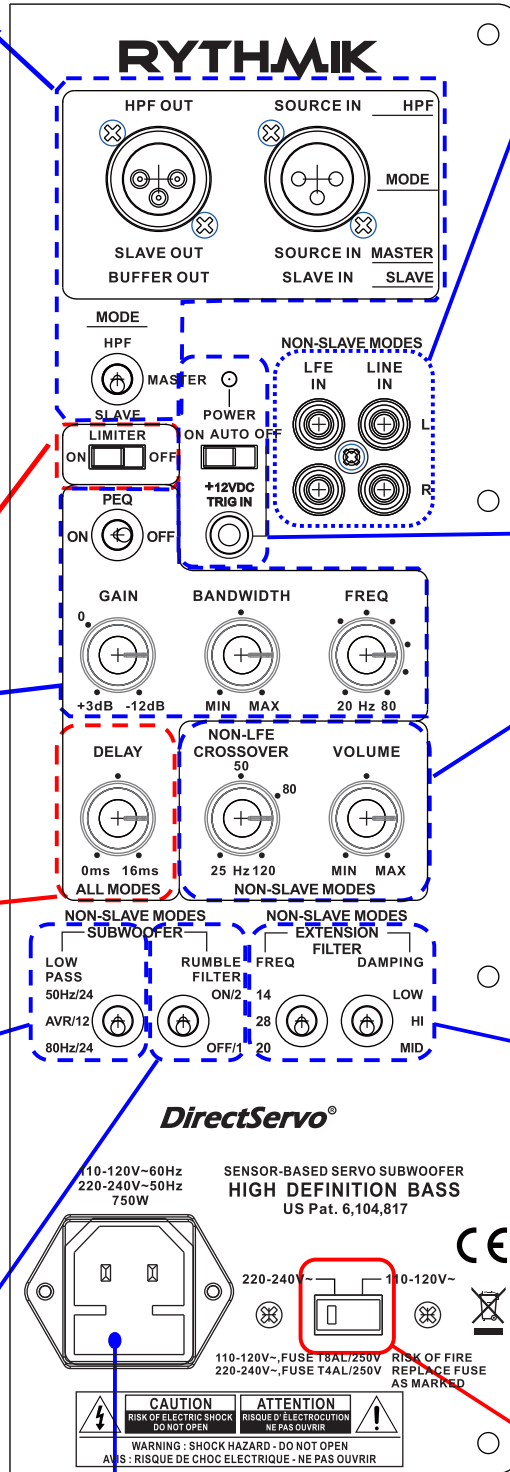 RYTHMIK
HPF OUT
SOURCE IN HPF
MODE
SLAVE OUT
SOURCE IN MASTER
BUFFER OUT
SLAVE IN SLAVE
MODE
HPF
MASTER
SLAVE
NON-SLAVE MODES
LFE IN
LINE IN
L
R
POWER
ON AUTO OFF
LIMITER
ON OFF
+12VDC
TRIG IN
PEQ
ON OFF
GAIN
0
+3dB -12dB
BANDWIDTH
MIN MAX
FREQ
20 Hz 80
DELAY
0ms 16ms
ALL MODES
NON-LFE
CROSSOVER
50
80
25 Hz 120
VOLUME
MIN MAX
NON-SLAVE MODES
NON-SLAVE MODES
SUBWOOFER
LOW
PASS
50Hz/24
AVR/12
80Hz/24
RUMBLE
FILTER
ON/2
OFF/1
NON-SLAVE MODES
EXTENSION
FILTER
FREQ
14
28
20
DAMPING
LOW
HI
MID
DirectServo®
110-120V~60Hz
220-240V~50Hz
750W
SENSOR-BASED SERVO SUBWOOFER
HIGH DEFINITION BASS
US Pat. 6,104,817
CE
220-240V~
110-120V~
110-120V~,FUSE T8AL/250V RISK OF FIRE
220-240V~,FUSE T4AL/250V REPLACE FUSE
AS MARKED
CAUTION
RISK OF ELECTRIC SHOCK
DO NOT OPEN
ATTENTION
RISQUE D'ÉLECTROCUTION
NE PAS OUVRIR
WARNING : SHOCK HAZARD - DO NOT OPEN
AVIS : RISQUE DE CHOC ELECTRIQUE - NE PAS OUVRIR